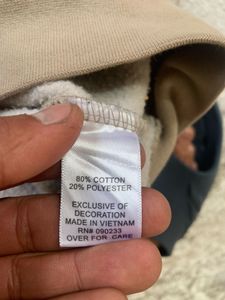 80% COTTON
20% POLYESTER
EXCLUSIVE OF
DECORATION
MADE IN VIETNAM
RN# 090233
OVER FOR CARE